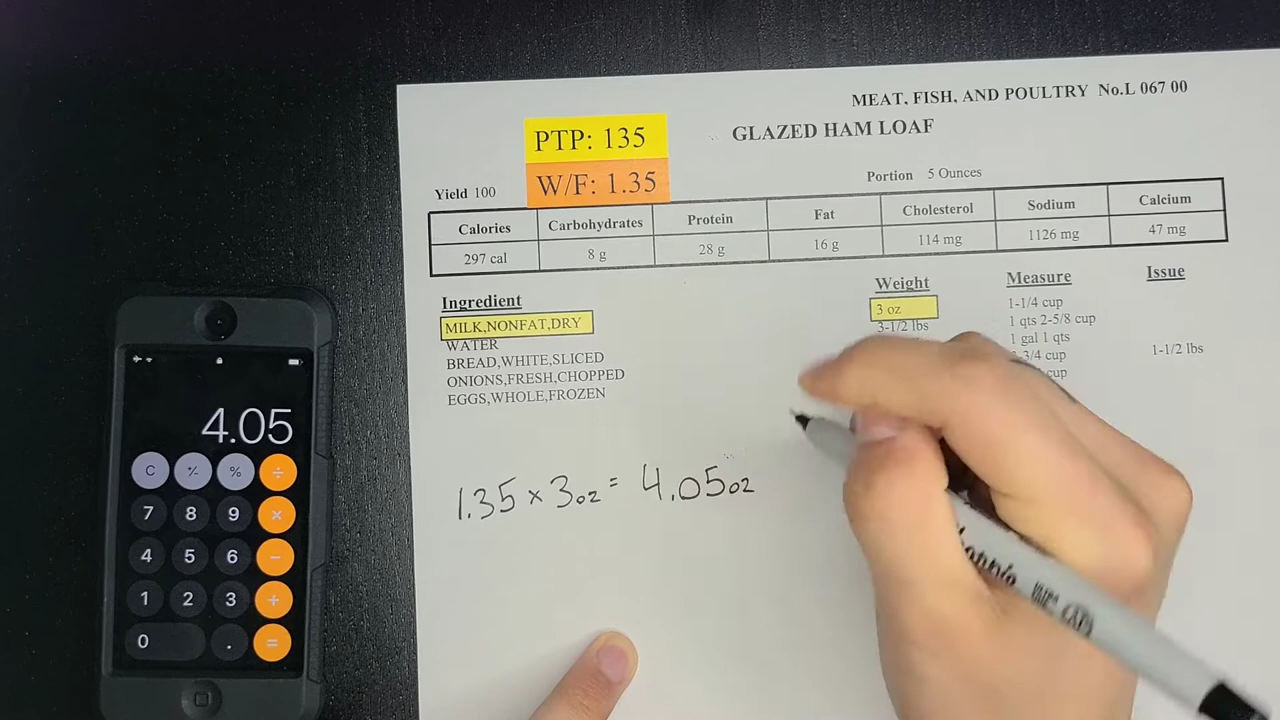 MEAT, FISH, AND POULTRY No.L 067 00
GLAZED HAM LOAF
PTP: 135
W/F: 1.35
Yield 100
Portion 5 Ounces
Calories Carbohydrates Protein Fat Cholesterol Sodium Calcium
297 cal 8 g 28 g 16 g 114 mg 1126 mg 47 mg
Ingredient Weight Measure Issue
MILK,NONFAT,DRY 3 oz 1-1/4 cup
WATER 3-1/2 lbs 1 qts 2-5/8 cup
BREAD,WHITE,SLICED 1 gal 1 qts
ONIONS,FRESH,CHOPPED 3/4 cup 1-1/2 lbs
EGGS,WHOLE,FROZEN cup
1.35 x 3oz = 4.05oz
4.05
C +/- % ÷
7 8 9 ×
4 5 6 −
1 2 3 +
0 . =
Sharpie